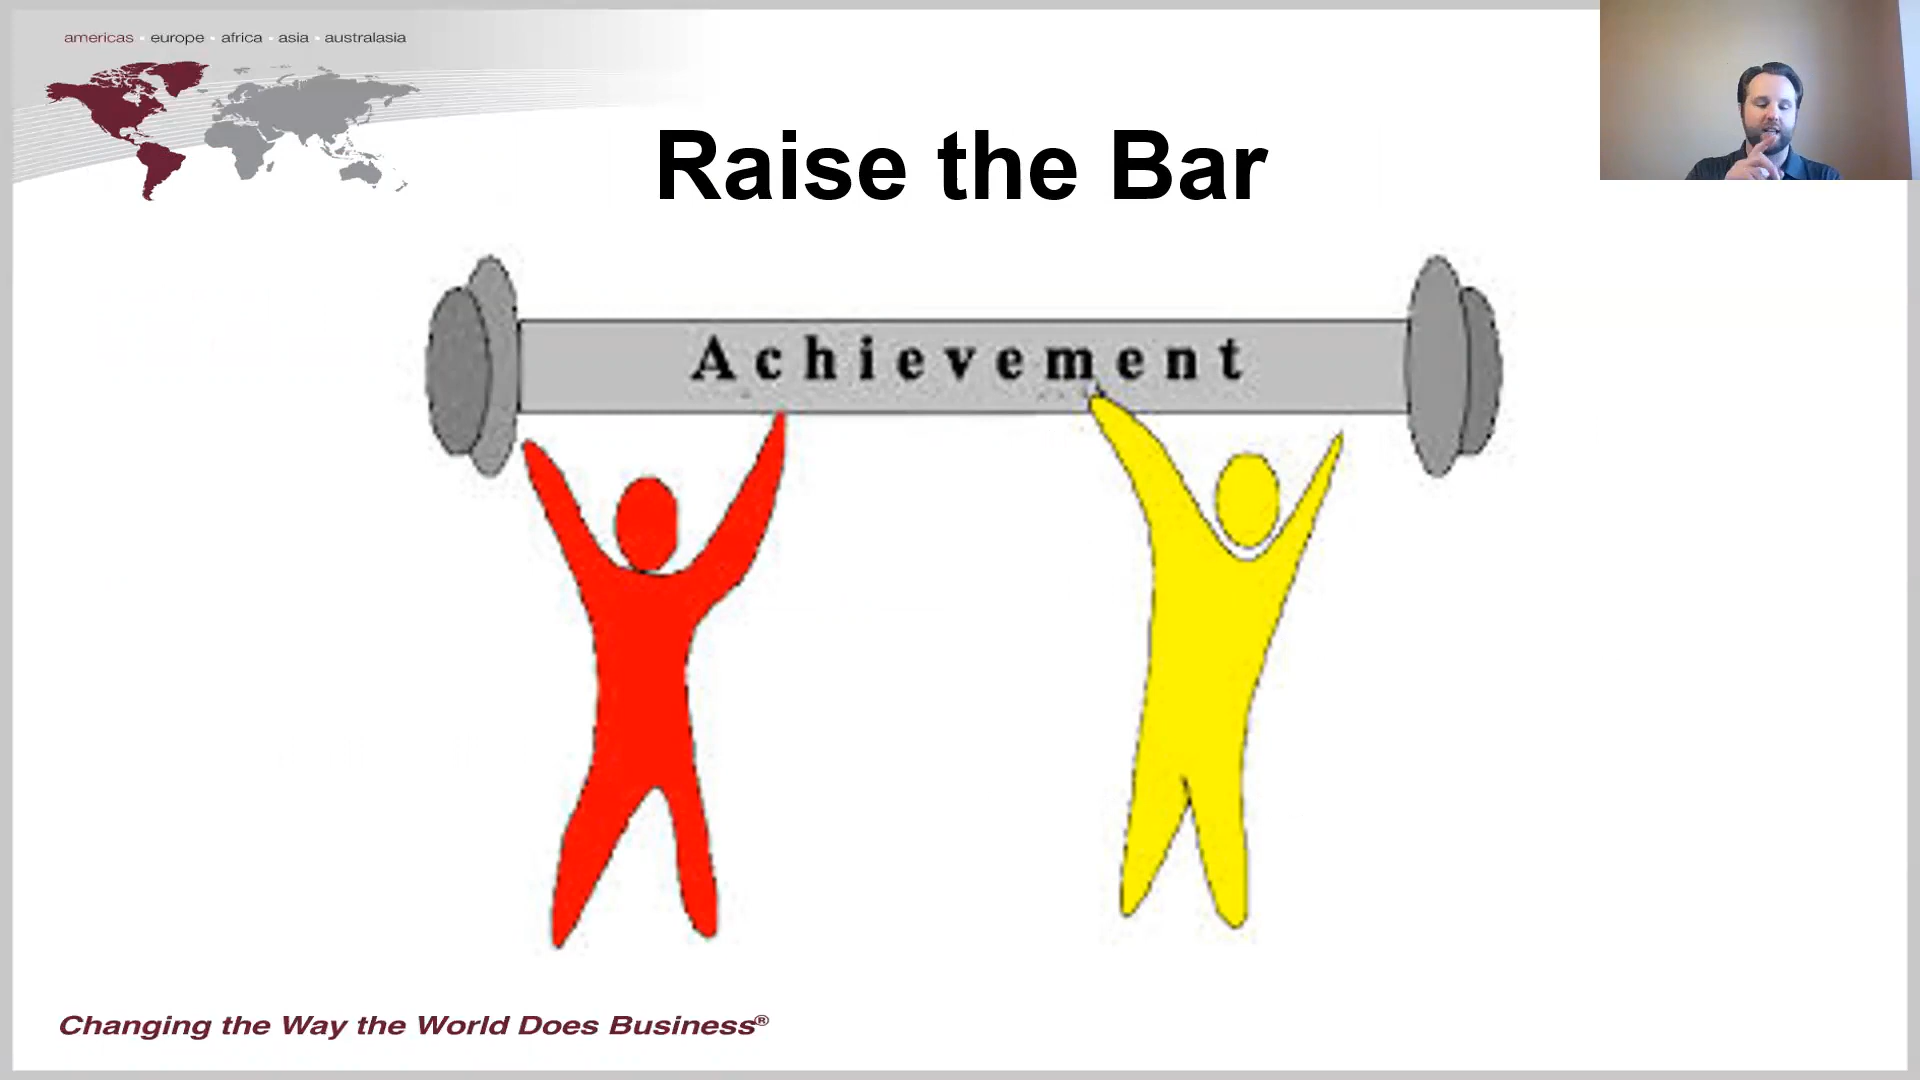 americas · europe · africa · asia · australasia
Raise the Bar
Achievement
Changing the Way the World Does Business®